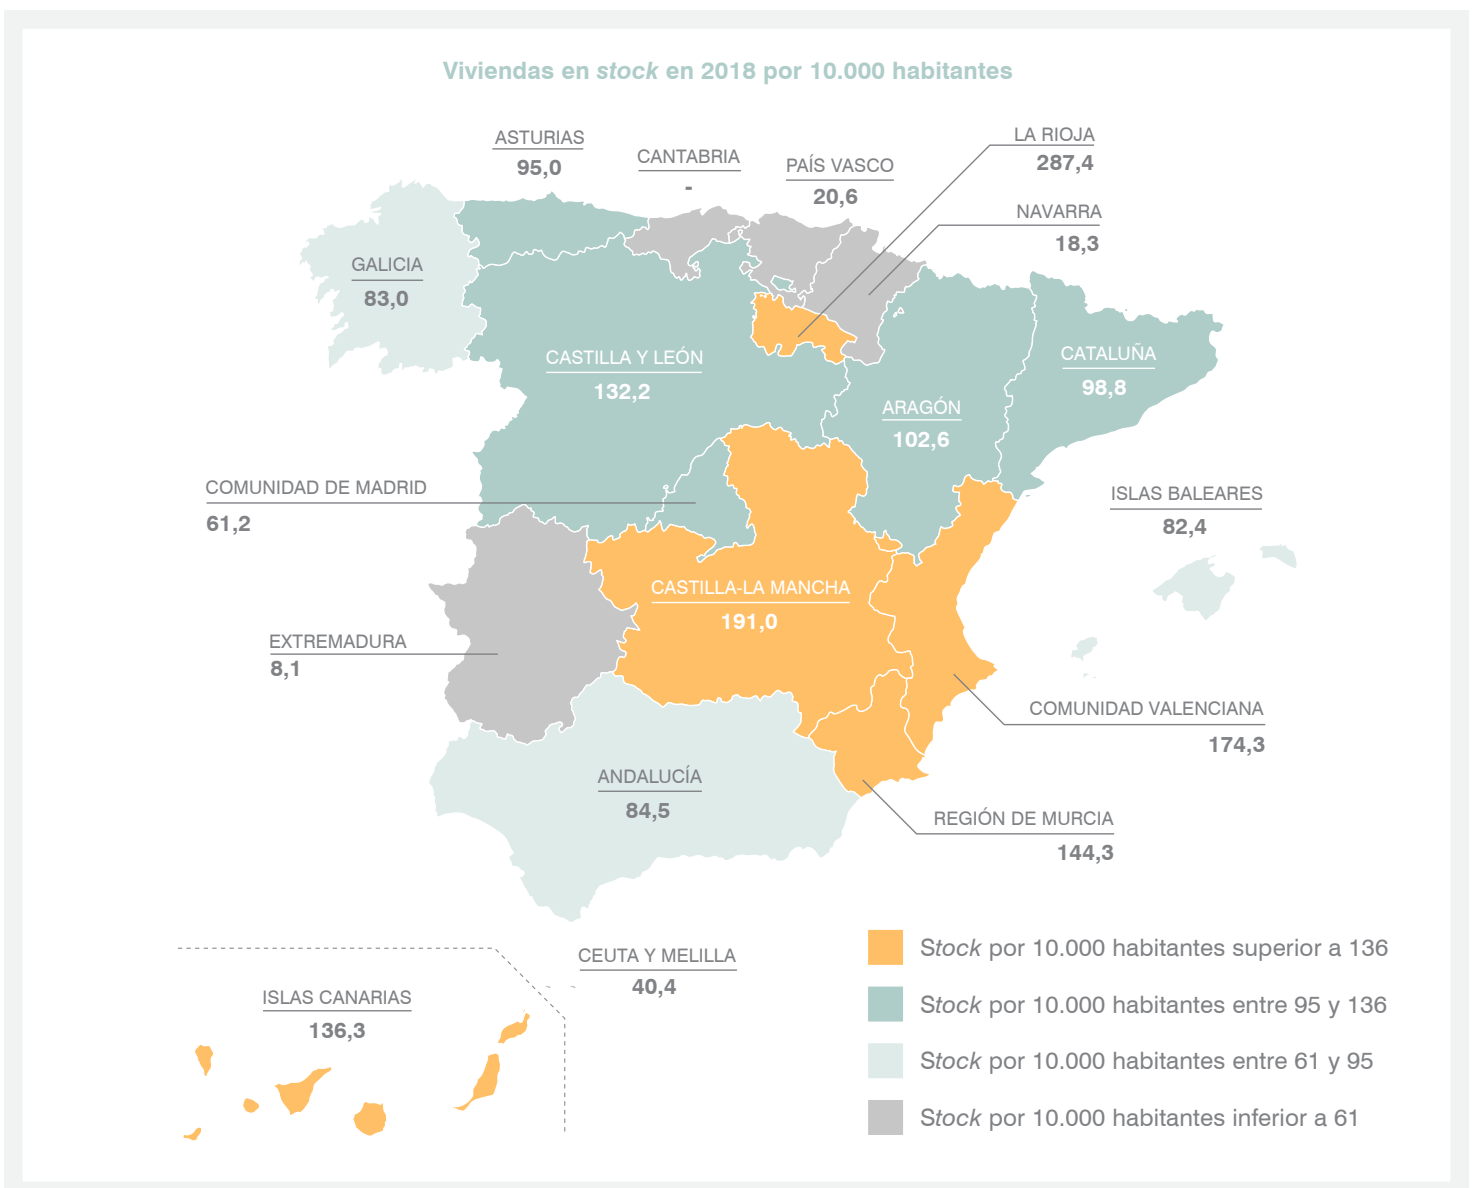 Viviendas en stock en 2018 por 10.000 habitantes
ASTURIAS
95,0
CANTABRIA
-
PAÍS VASCO
20,6
LA RIOJA
287,4
NAVARRA
18,3
GALICIA
83,0
CASTILLA Y LEÓN
132,2
ARAGÓN
102,6
CATALUÑA
98,8
COMUNIDAD DE MADRID
61,2
ISLAS BALEARES
82,4
CASTILLA-LA MANCHA
191,0
EXTREMADURA
8,1
COMUNIDAD VALENCIANA
174,3
ANDALUCÍA
84,5
REGIÓN DE MURCIA
144,3
CEUTA Y MELILLA
40,4
ISLAS CANARIAS
136,3
Stock por 10.000 habitantes superior a 136
Stock por 10.000 habitantes entre 95 y 136
Stock por 10.000 habitantes entre 61 y 95
Stock por 10.000 habitantes inferior a 61